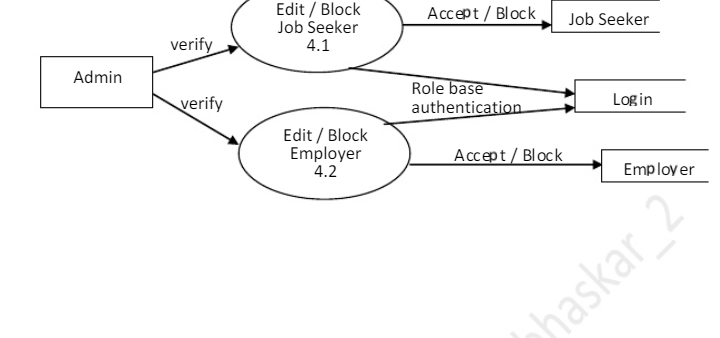 Edit / Block
Job Seeker
4.1
Accept / Block
Job Seeker
verify
Admin
Role base
authentication
Login
verify
Edit / Block
Employer
4.2
Accept / Block
Employer